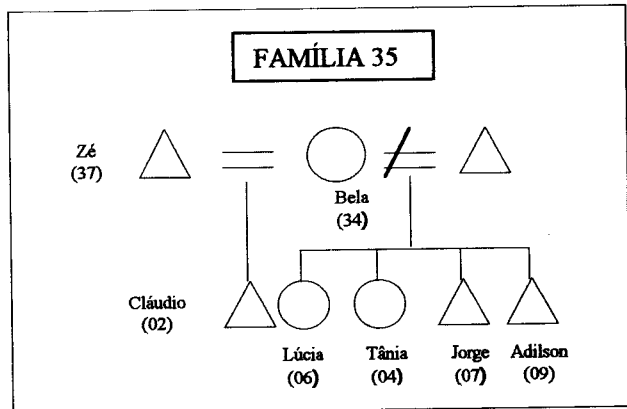 FAMÍLIA 35
Zé
(37)
Bela
(34)
Cláudio
(02)
Lúcia
(06)
Tânia
(04)
Jorge
(07)
Adilson
(09)